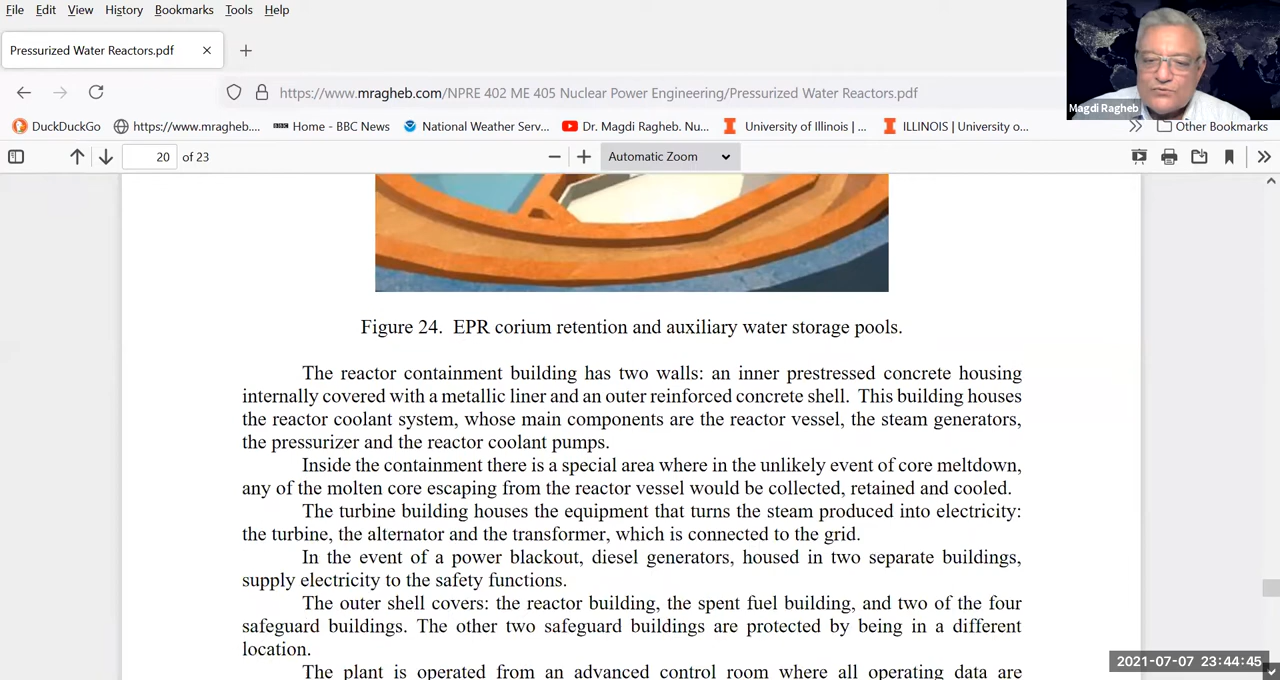 File Edit View History Bookmarks Tools Help
Pressurized Water Reactors.pdf
https://www.mragheb.com/NPRE 402 ME 405 Nuclear Power Engineering/Pressurized Water Reactors.pdf
Magdi Ragheb
DuckDuckGo https://www.mragheb.... Home - BBC News National Weather Serv... Dr. Magdi Ragheb. Nu... University of Illinois | ... ILLINOIS | University o... Other Bookmarks
20 of 23 Automatic Zoom
Figure 24. EPR corium retention and auxiliary water storage pools.
The reactor containment building has two walls: an inner prestressed concrete housing
internally covered with a metallic liner and an outer reinforced concrete shell. This building houses
the reactor coolant system, whose main components are the reactor vessel, the steam generators,
the pressurizer and the reactor coolant pumps.
Inside the containment there is a special area where in the unlikely event of core meltdown,
any of the molten core escaping from the reactor vessel would be collected, retained and cooled.
The turbine building houses the equipment that turns the steam produced into electricity:
the turbine, the alternator and the transformer, which is connected to the grid.
In the event of a power blackout, diesel generators, housed in two separate buildings,
supply electricity to the safety functions.
The outer shell covers: the reactor building, the spent fuel building, and two of the four
safeguard buildings. The other two safeguard buildings are protected by being in a different
location.
The plant is operated from an advanced control room where all operating data are
2021-07-07 23:44:45